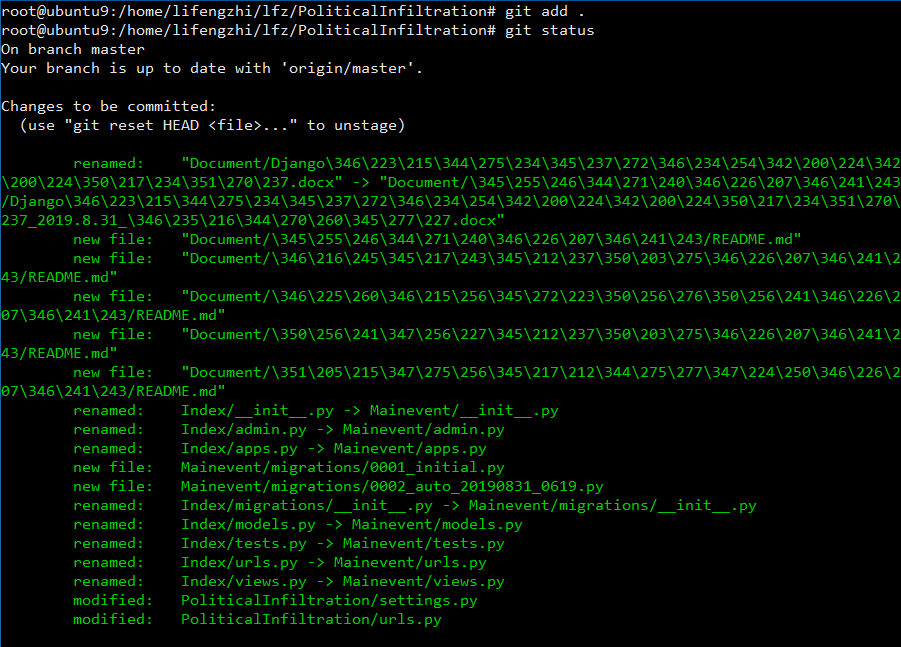 root@ubuntu9:/home/lifengzhi/lfz/PoliticalInfiltration# git add .
root@ubuntu9:/home/lifengzhi/lfz/PoliticalInfiltration# git status
On branch master
Your branch is up to date with 'origin/master'.
Changes to be committed:
(use "git reset HEAD <file>..." to unstage)
renamed: "Document/Django\346\223\215\344\275\234\345\237\272\346\234\254\342\200\224\342
\200\224\350\217\234\351\270\237.docx" -> "Document/\345\255\246\344\271\240\346\226\207\346\241\243
/Django\346\223\215\344\275\234\345\237\272\346\234\254\342\200\224\342\200\224\350\217\234\351\270\
237_2019.8.31_\346\235\216\344\270\260\345\277\227.docx"
new file: "Document/\345\255\246\344\271\240\346\226\207\346\241\243/README.md"
new file: "Document/\346\216\245\345\217\243\345\212\237\350\203\275\346\226\207\346\241\2
43/README.md"
new file: "Document/\346\225\260\346\215\256\345\272\223\350\256\276\350\256\241\346\226\2
07\346\241\243/README.md"
new file: "Document/\350\256\241\347\256\227\345\212\237\350\203\275\346\226\207\346\241\2
43/README.md"
new file: "Document/\351\205\215\347\275\256\345\217\212\344\275\277\347\224\250\346\226\2
07\346\241\243/README.md"
renamed: Index/__init__.py -> Mainevent/__init__.py
renamed: Index/admin.py -> Mainevent/admin.py
renamed: Index/apps.py -> Mainevent/apps.py
new file: Mainevent/migrations/0001_initial.py
new file: Mainevent/migrations/0002_auto_20190831_0619.py
renamed: Index/migrations/__init__.py -> Mainevent/migrations/__init__.py
renamed: Index/models.py -> Mainevent/models.py
renamed: Index/tests.py -> Mainevent/tests.py
renamed: Index/urls.py -> Mainevent/urls.py
renamed: Index/views.py -> Mainevent/views.py
modified: PoliticalInfiltration/settings.py
modified: PoliticalInfiltration/urls.py